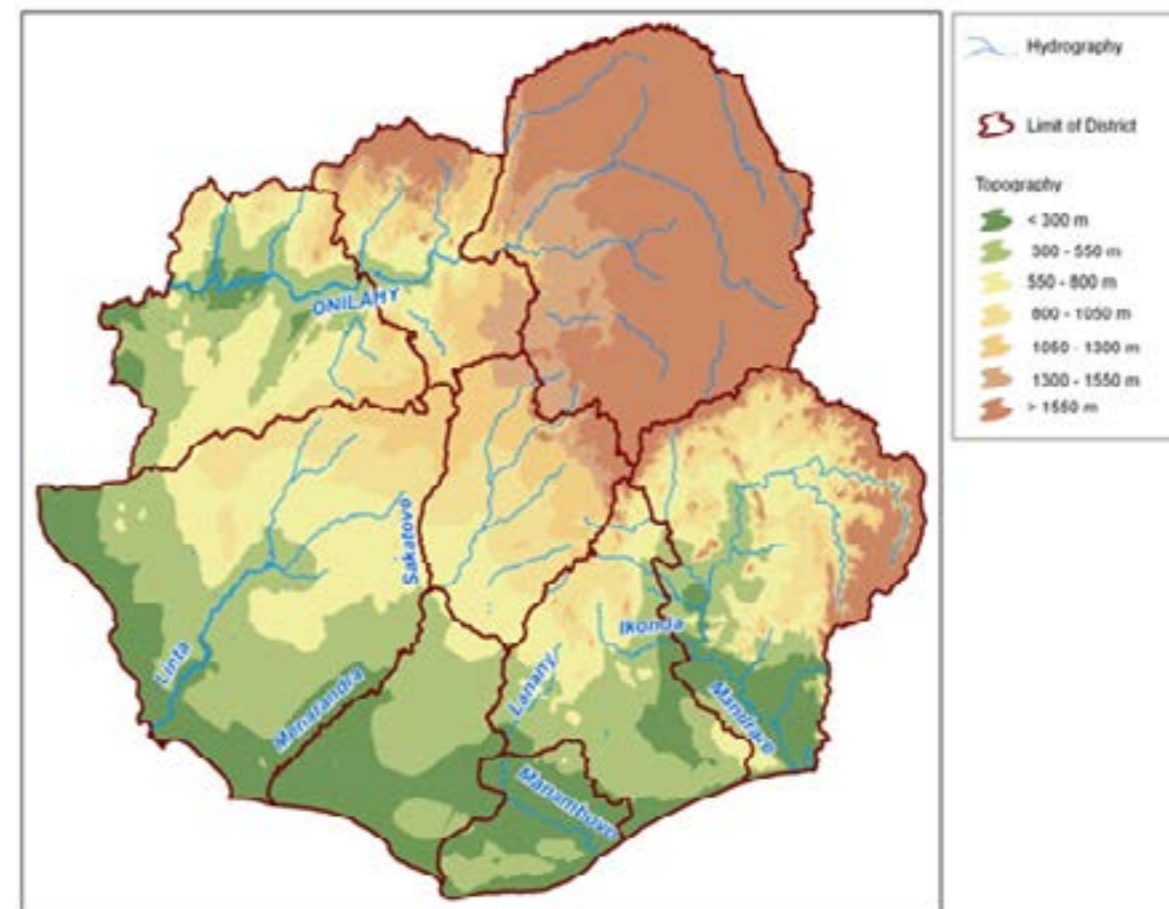 Hydrography
Limit of District
Topography
< 300 m
300 - 550 m
550 - 800 m
800 - 1050 m
1050 - 1300 m
1300 - 1550 m
> 1550 m
ONILAHY
Sakatovo
Linta
Menarandra
Ikonda
Lanany
Mandrare
Manambovo